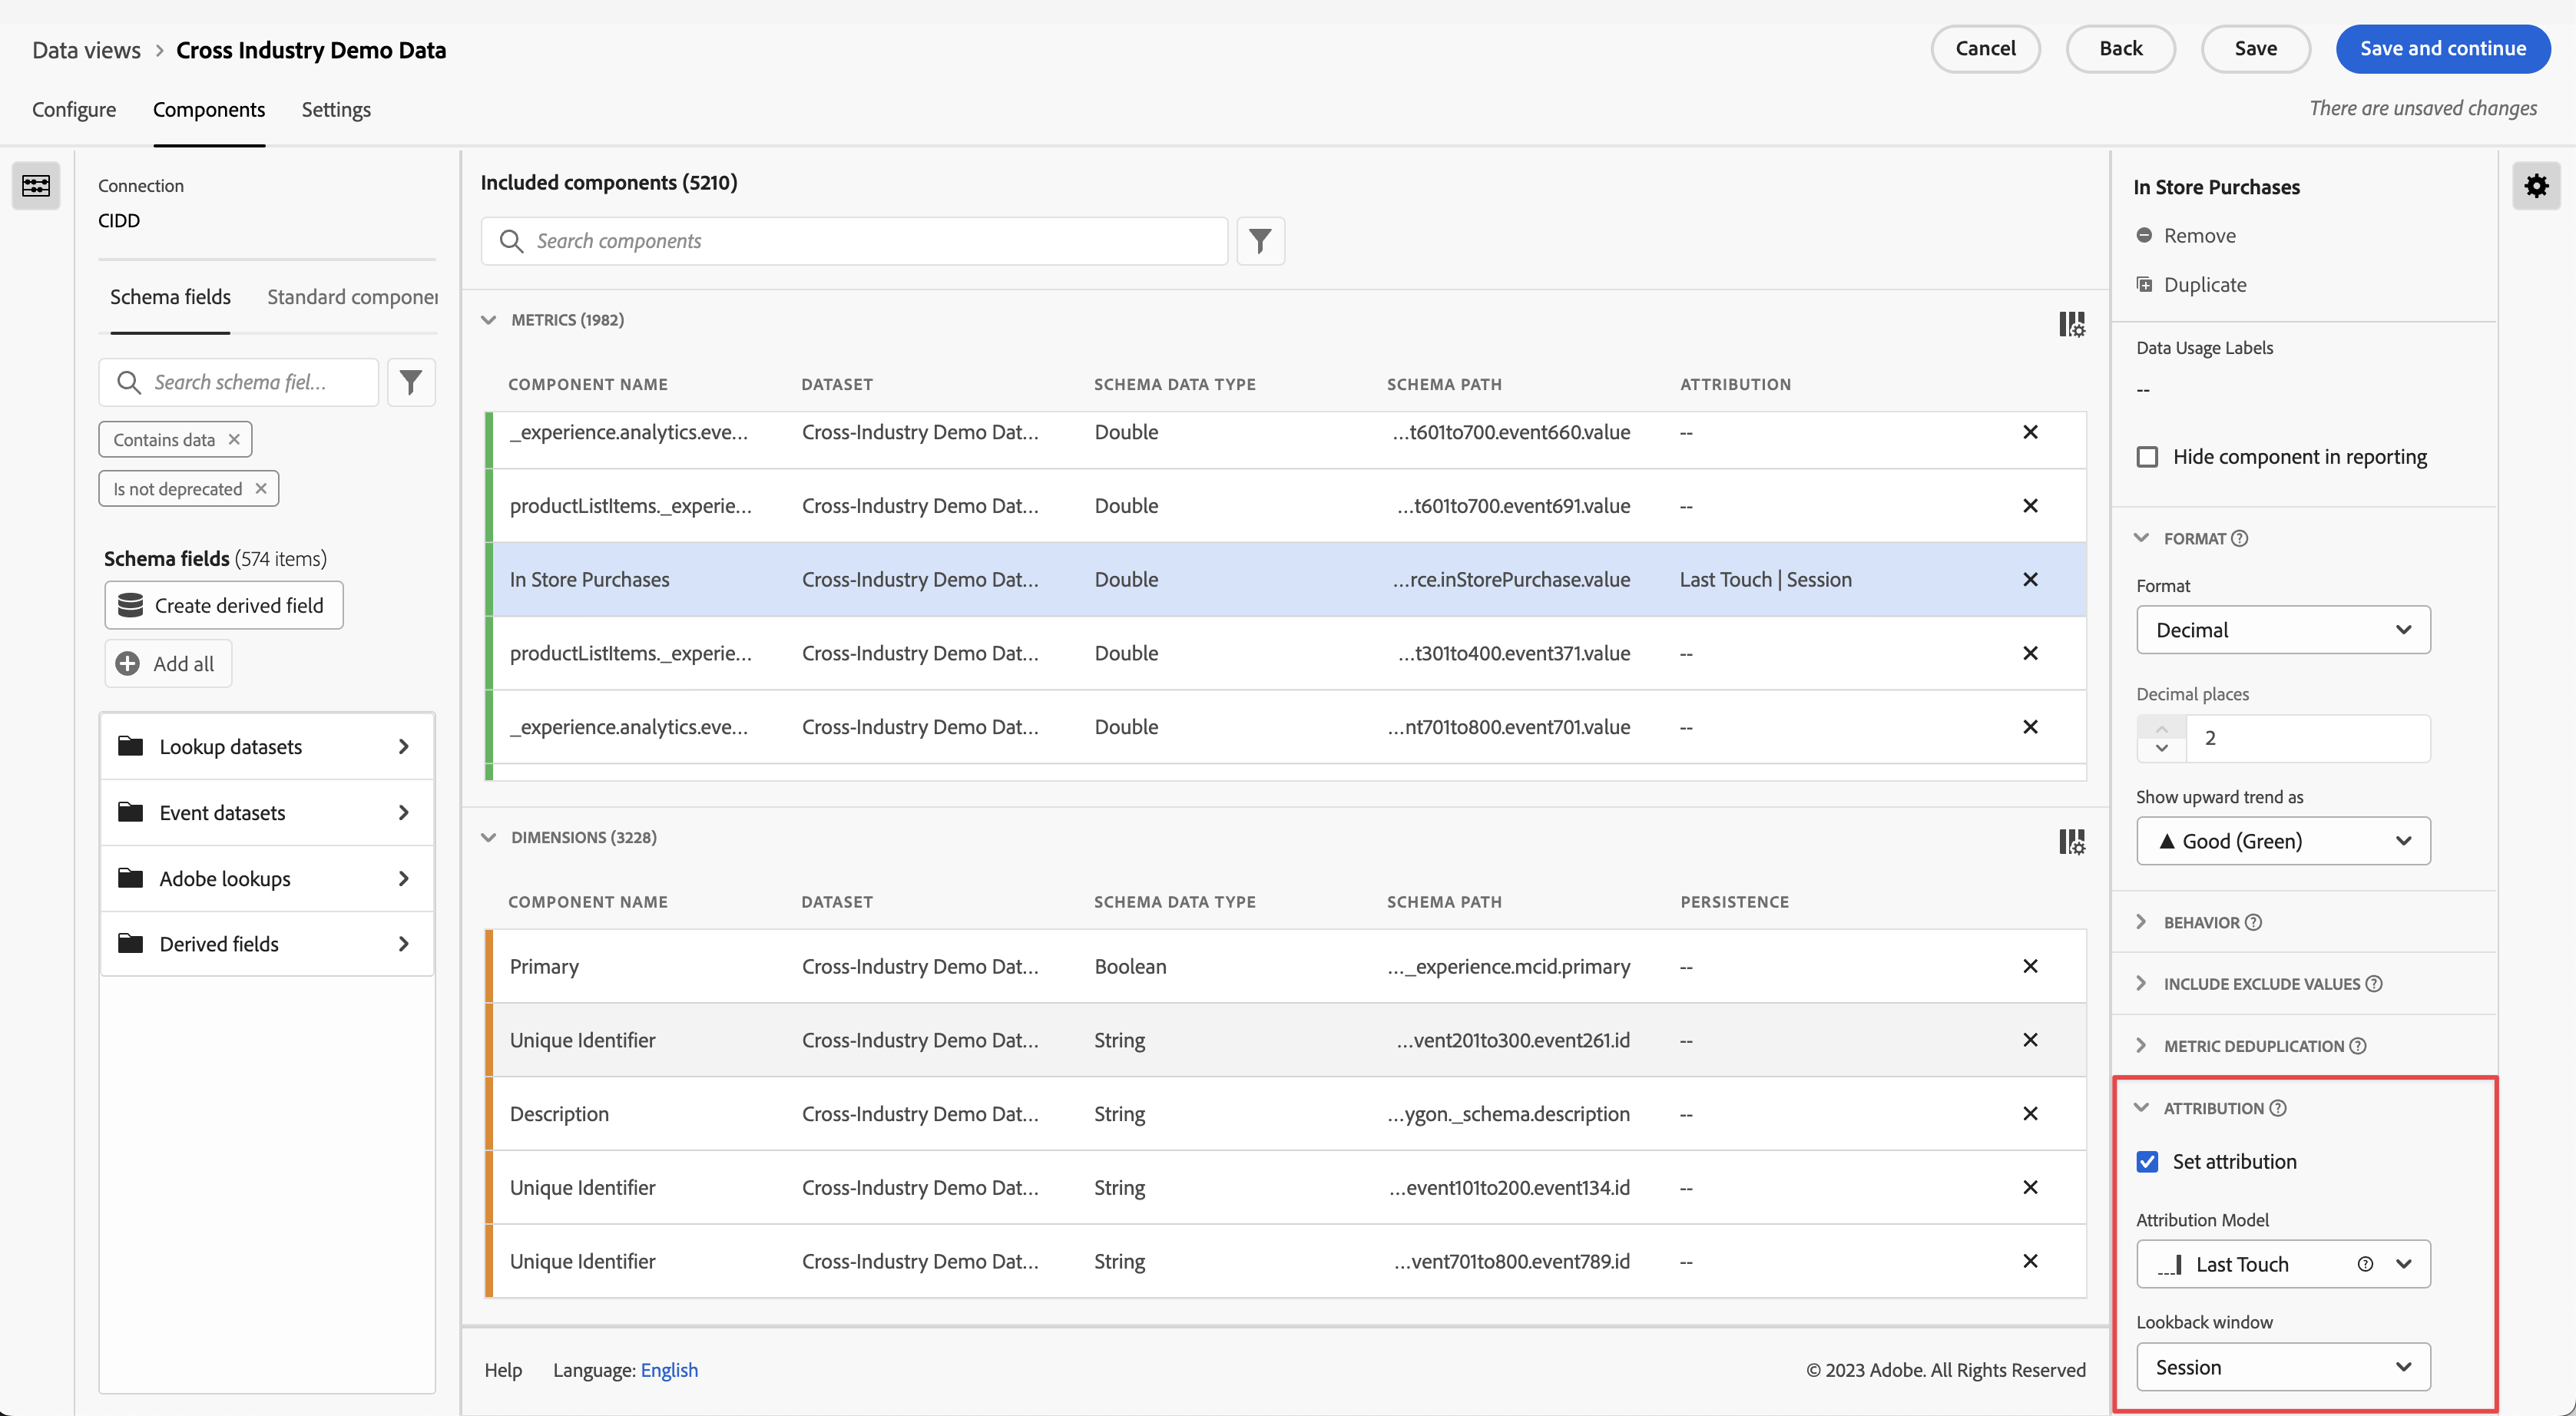 Data views > Cross Industry Demo Data
Cancel
Back
Save
Save and continue
Configure
Components
Settings
There are unsaved changes
Connection
CIDD
Schema fields
Standard componen
Search schema fiel...
Contains data
Is not deprecated
Schema fields (574 items)
Create derived field
Add all
Lookup datasets
Event datasets
Adobe lookups
Derived fields
Included components (5210)
Search components
METRICS (1982)
COMPONENT NAME DATASET SCHEMA DATA TYPE SCHEMA PATH ATTRIBUTION
_experience.analytics.eve... Cross-Industry Demo Dat... Double ...t601to700.event660.value --
productListItems._experie... Cross-Industry Demo Dat... Double ...t601to700.event691.value --
In Store Purchases Cross-Industry Demo Dat... Double ...rce.inStorePurchase.value Last Touch | Session
productListItems._experie... Cross-Industry Demo Dat... Double ...t301to400.event371.value --
_experience.analytics.eve... Cross-Industry Demo Dat... Double ...nt701to800.event701.value --
DIMENSIONS (3228)
COMPONENT NAME DATASET SCHEMA DATA TYPE SCHEMA PATH PERSISTENCE
Primary Cross-Industry Demo Dat... Boolean ..._experience.mcid.primary --
Unique Identifier Cross-Industry Demo Dat... String ...vent201to300.event261.id --
Description Cross-Industry Demo Dat... String ...ygon._schema.description --
Unique Identifier Cross-Industry Demo Dat... String ...event101to200.event134.id --
Unique Identifier Cross-Industry Demo Dat... String ...vent701to800.event789.id --
Help
Language: English
© 2023 Adobe. All Rights Reserved
In Store Purchases
Remove
Duplicate
Data Usage Labels
--
Hide component in reporting
FORMAT
Format
Decimal
Decimal places
2
Show upward trend as
▲ Good (Green)
BEHAVIOR
INCLUDE EXCLUDE VALUES
METRIC DEDUPLICATION
ATTRIBUTION
Set attribution
Attribution Model
Last Touch
Lookback window
Session